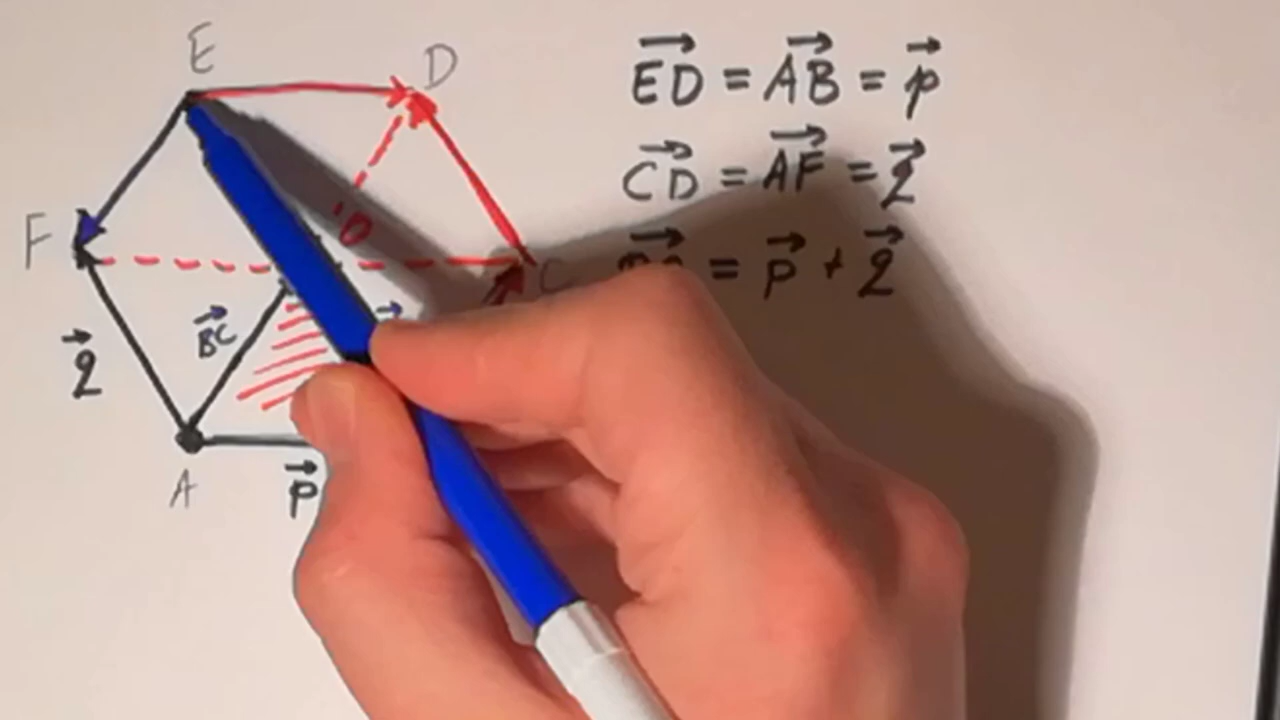 E
D
F
O
C
BC
q
A
p
ED = AB = p
CD = AF = q
= p + q